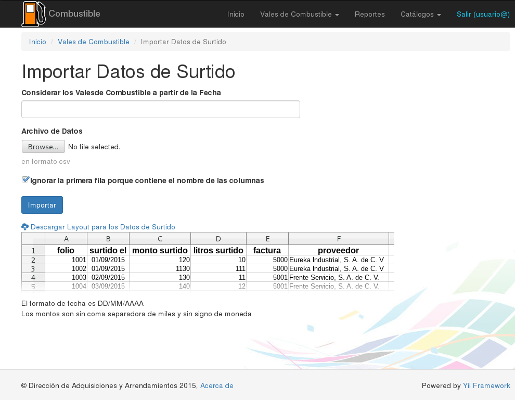 Combustible Inicio Vales de Combustible Reportes Catálogos Salir (usuario@)
Inicio / Vales de Combustible / Importar Datos de Surtido
Importar Datos de Surtido
Considerar los Valesde Combustible a partir de la Fecha
Archivo de Datos
Browse... No file selected.
en formato csv
Ignorar la primera fila porque contiene el nombre de las columnas
Importar
Descargar Layout para los Datos de Surtido
A B C D E F
1 folio surtido el monto surtido litros surtido factura proveedor
2 1001 01/09/2015 120 10 5000 Eureka Industrial, S. A. de C. V
3 1002 01/09/2015 1130 111 5000 Eureka Industrial, S. A. de C. V
4 1003 02/09/2015 130 11 5001 Frente Servicio, S. A. de C. V.
5 1004 03/09/2015 140 12 5001 Frente Servicio, S. A. de C. V.
El formato de fecha es DD/MM/AAAA
Los montos son sin coma separadora de miles y sin signo de moneda
© Dirección de Adquisiciones y Arrendamientos 2015, Acerca de Powered by Yii Framework